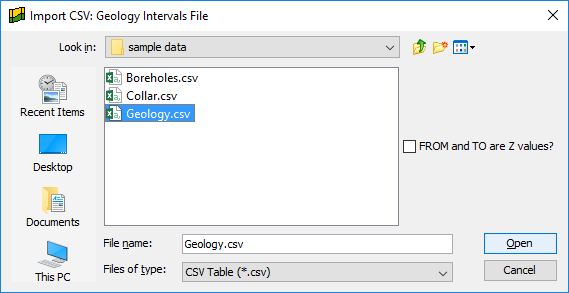 Import CSV: Geology Intervals File
Look in: sample data
Recent Items
Desktop
Documents
This PC
Boreholes.csv
Collar.csv
Geology.csv
FROM and TO are Z values?
File name: Geology.csv Open
Files of type: CSV Table (*.csv) Cancel